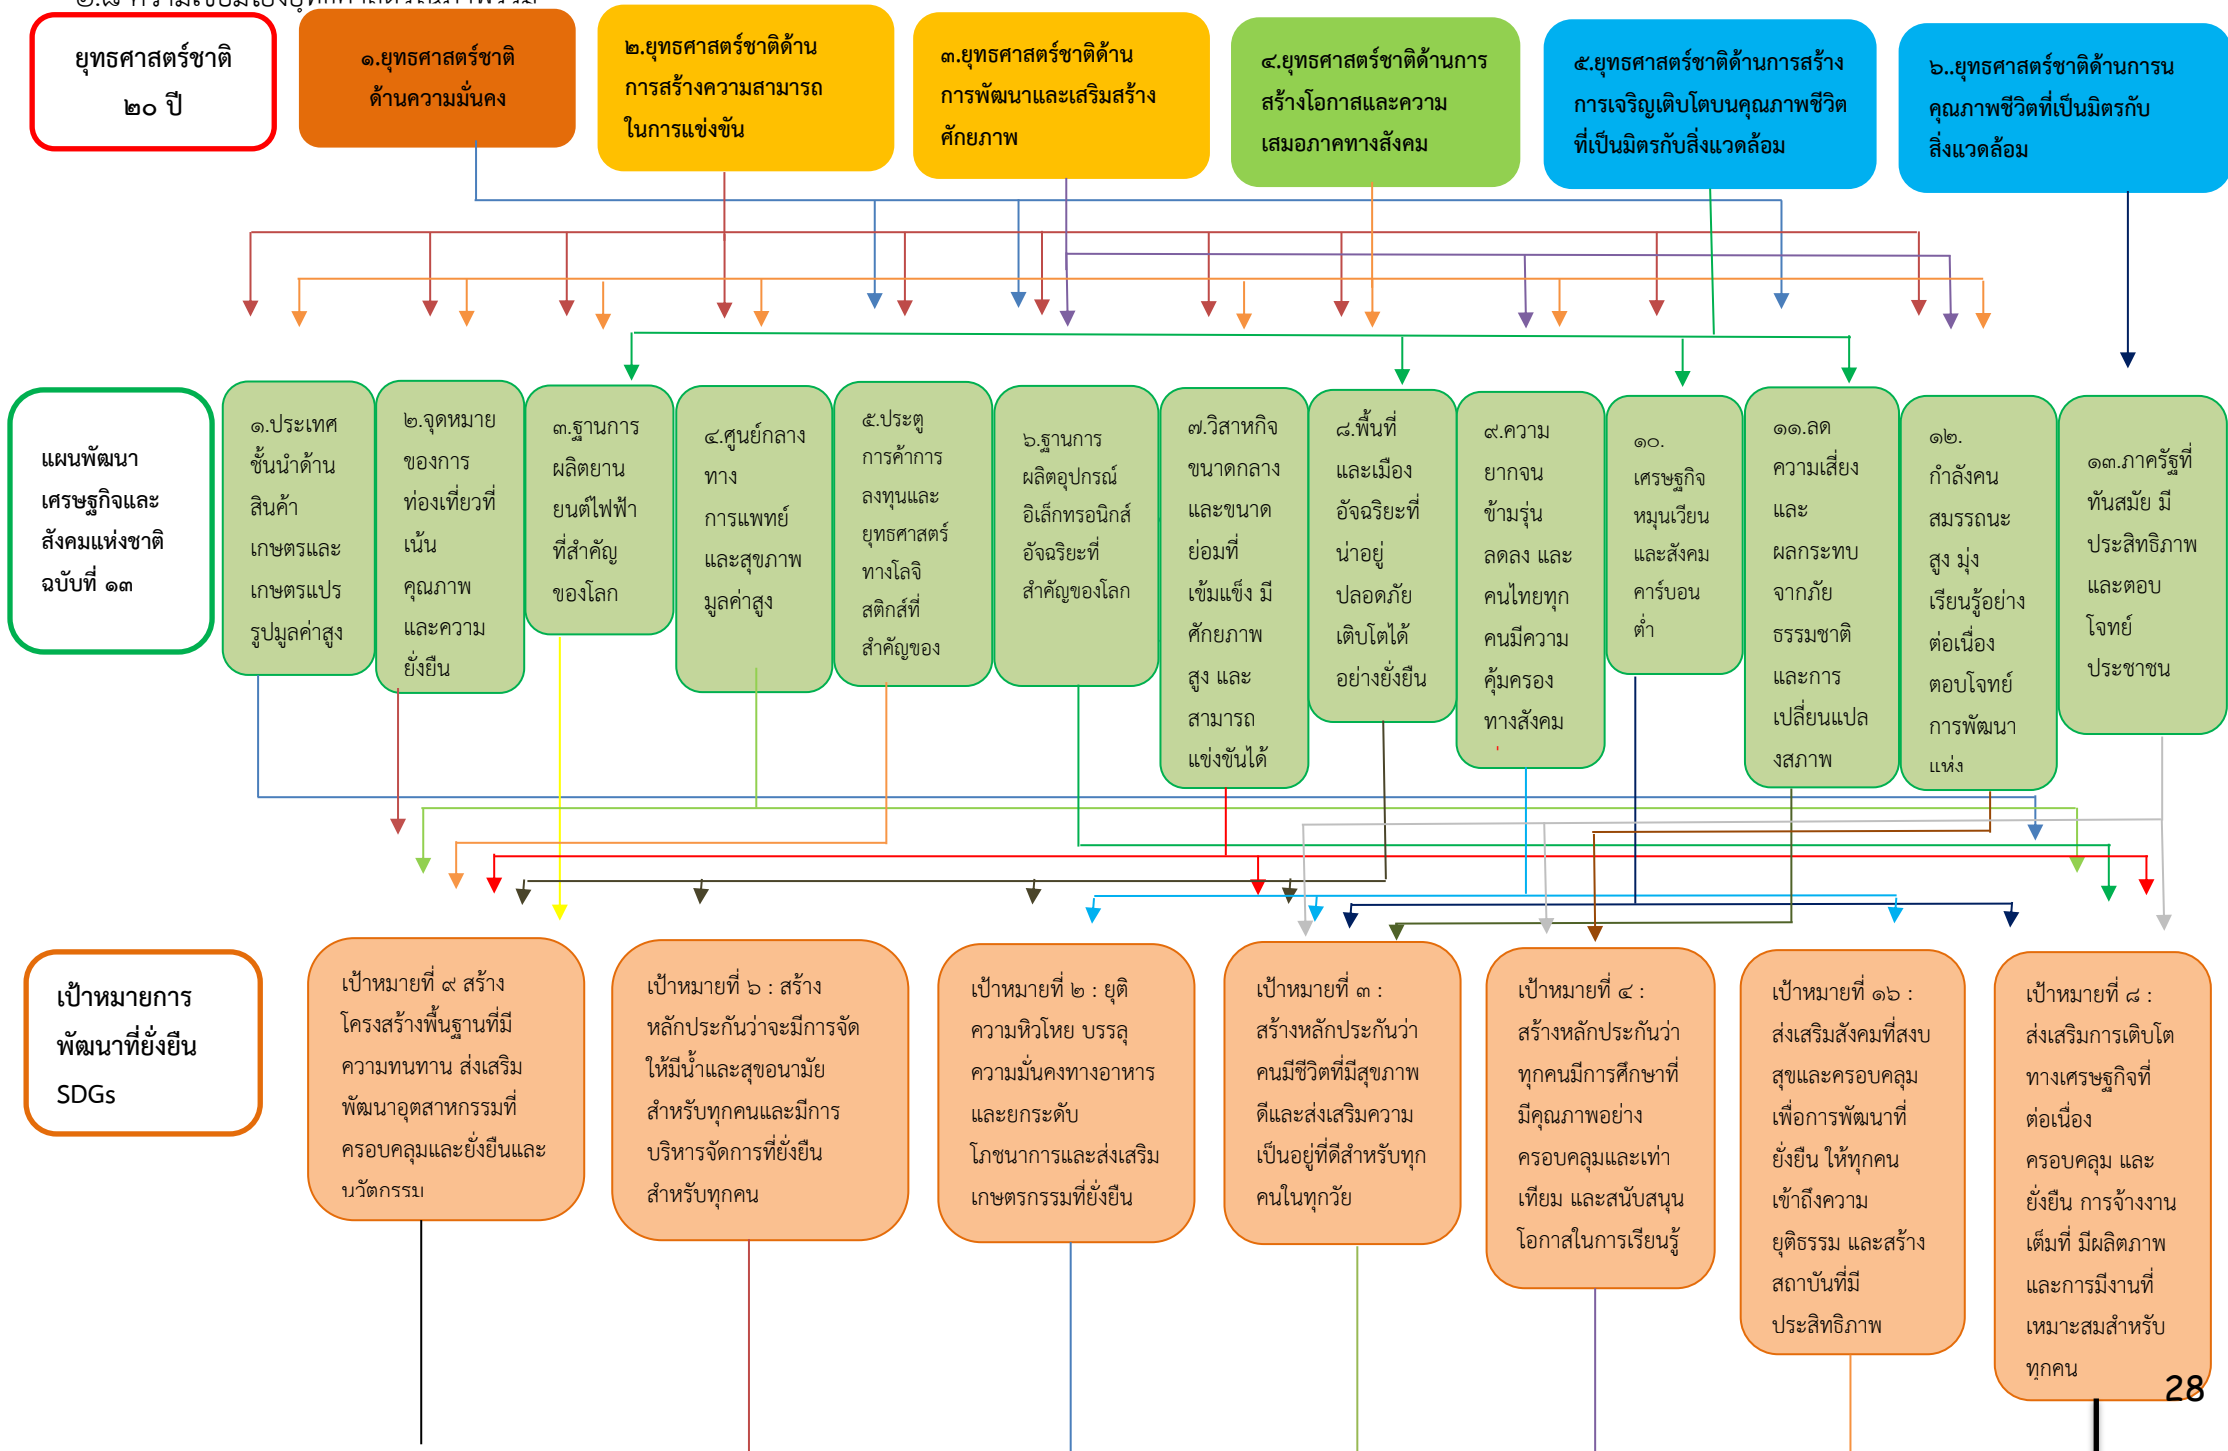 ยุทธศาสตร์ชาติ
๒๐ ปี
๑.ยุทธศาสตร์ชาติ
ด้านความมั่นคง
๒.ยุทธศาสตร์ชาติด้าน
การสร้างความสามารถ
ในการแข่งขัน
๓.ยุทธศาสตร์ชาติด้าน
การพัฒนาและเสริมสร้าง
ศักยภาพ
๔.ยุทธศาสตร์ชาติด้านการ
สร้างโอกาสและความ
เสมอภาคทางสังคม
๕.ยุทธศาสตร์ชาติด้านการสร้าง
การเจริญเติบโตบนคุณภาพชีวิต
ที่เป็นมิตรกับสิ่งแวดล้อม
๖..ยุทธศาสตร์ชาติด้านการน
คุณภาพชีวิตที่เป็นมิตรกับ
สิ่งแวดล้อม
แผนพัฒนา
เศรษฐกิจและ
สังคมแห่งชาติ
ฉบับที่ ๑๓
๑.ประเทศ
ชั้นนำด้าน
สินค้า
เกษตรและ
เกษตรแปร
รูปมูลค่าสูง
๒.จุดหมาย
ของการ
ท่องเที่ยวที่
เน้น
คุณภาพ
และความ
ยั่งยืน
๓.ฐานการ
ผลิตยาน
ยนต์ไฟฟ้า
ที่สำคัญ
ของโลก
๔.ศูนย์กลาง
ทาง
การแพทย์
และสุขภาพ
มูลค่าสูง
๕.ประตู
การค้าการ
ลงทุนและ
ยุทธศาสตร์
ทางโลจิ
สติกส์ที่
สำคัญของ
๖.ฐานการ
ผลิตอุปกรณ์
อิเล็กทรอนิกส์
อัจฉริยะที่
สำคัญของโลก
๗.วิสาหกิจ
ขนาดกลาง
และขนาด
ย่อมที่
เข้มแข็ง มี
ศักยภาพ
สูง และ
สามารถ
แข่งขันได้
๘.พื้นที่
และเมือง
อัจฉริยะที่
น่าอยู่
ปลอดภัย
เติบโตได้
อย่างยั่งยืน
๙.ความ
ยากจน
ข้ามรุ่น
ลดลง และ
คนไทยทุก
คนมีความ
คุ้มครอง
ทางสังคม
๑๐.
เศรษฐกิจ
หมุนเวียน
และสังคม
คาร์บอน
ต่ำ
๑๑.ลด
ความเสี่ยง
และ
ผลกระทบ
จากภัย
ธรรมชาติ
และการ
เปลี่ยนแปล
งสภาพ
๑๒.
กำลังคน
สมรรถนะ
สูง มุ่ง
เรียนรู้อย่าง
ต่อเนื่อง
ตอบโจทย์
การพัฒนา
แห่ง
๑๓.ภาครัฐที่
ทันสมัย มี
ประสิทธิภาพ
และตอบ
โจทย์
ประชาชน
เป้าหมายการ
พัฒนาที่ยั่งยืน
SDGs
เป้าหมายที่ ๙ สร้าง
โครงสร้างพื้นฐานที่มี
ความทนทาน ส่งเสริม
พัฒนาอุตสาหกรรมที่
ครอบคลุมและยั่งยืนและ
นวัตกรรม
เป้าหมายที่ ๖ : สร้าง
หลักประกันว่าจะมีการจัด
ให้มีน้ำและสุขอนามัย
สำหรับทุกคนและมีการ
บริหารจัดการที่ยั่งยืน
สำหรับทุกคน
เป้าหมายที่ ๒ : ยุติ
ความหิวโหย บรรลุ
ความมั่นคงทางอาหาร
และยกระดับ
โภชนาการและส่งเสริม
เกษตรกรรมที่ยั่งยืน
เป้าหมายที่ ๓ :
สร้างหลักประกันว่า
คนมีชีวิตที่มีสุขภาพ
ดีและส่งเสริมความ
เป็นอยู่ที่ดีสำหรับทุก
คนในทุกวัย
เป้าหมายที่ ๔ :
สร้างหลักประกันว่า
ทุกคนมีการศึกษาที่
มีคุณภาพอย่าง
ครอบคลุมและเท่า
เทียม และสนับสนุน
โอกาสในการเรียนรู้
เป้าหมายที่ ๑๖ :
ส่งเสริมสังคมที่สงบ
สุขและครอบคลุม
เพื่อการพัฒนาที่
ยั่งยืน ให้ทุกคน
เข้าถึงความ
ยุติธรรม และสร้าง
สถาบันที่มี
ประสิทธิภาพ
เป้าหมายที่ ๘ :
ส่งเสริมการเติบโต
ทางเศรษฐกิจที่
ต่อเนื่อง
ครอบคลุม และ
ยั่งยืน การจ้างงาน
เต็มที่ มีผลิตภาพ
และการมีงานที่
เหมาะสมสำหรับ
ทุกคน
28